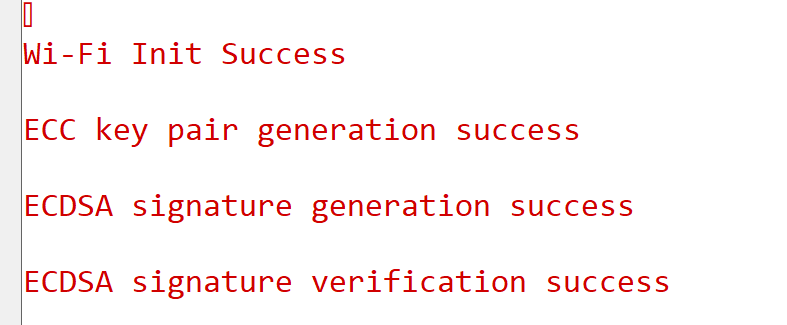 Wi-Fi Init Success
ECC key pair generation success
ECDSA signature generation success
ECDSA signature verification success